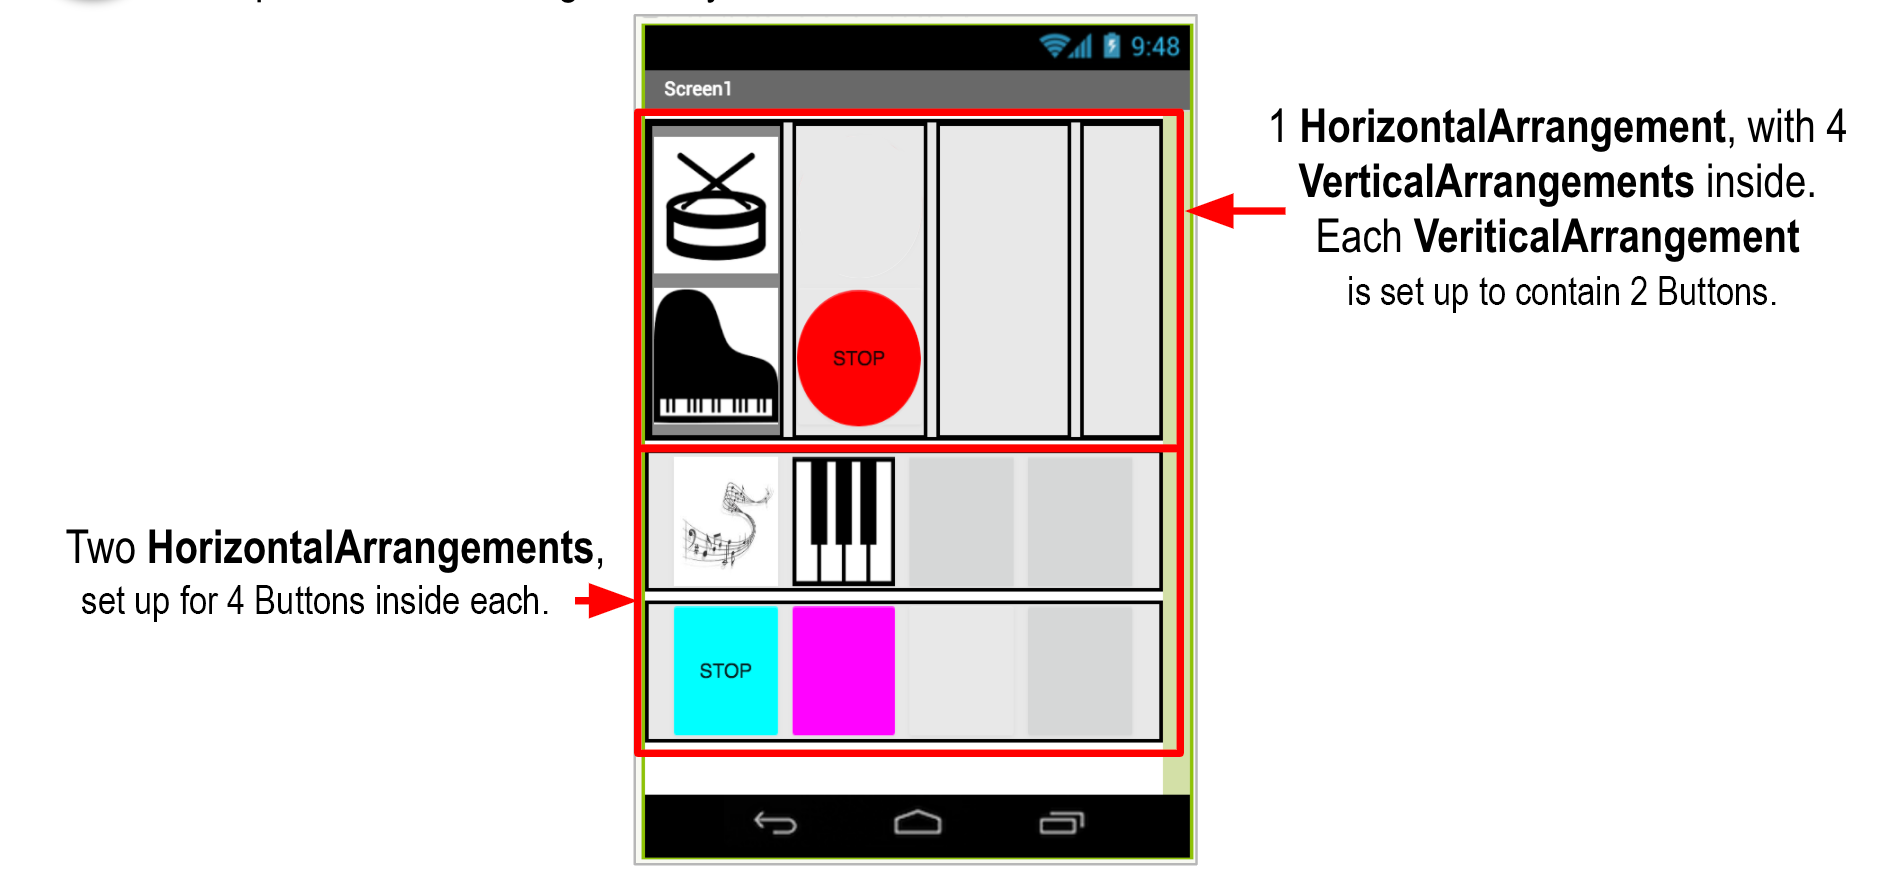 9:48
Screen1
1 HorizontalArrangement, with 4
VerticalArrangements inside.
Each VeriticalArrangement
is set up to contain 2 Buttons.
STOP
Two HorizontalArrangements,
set up for 4 Buttons inside each.
STOP